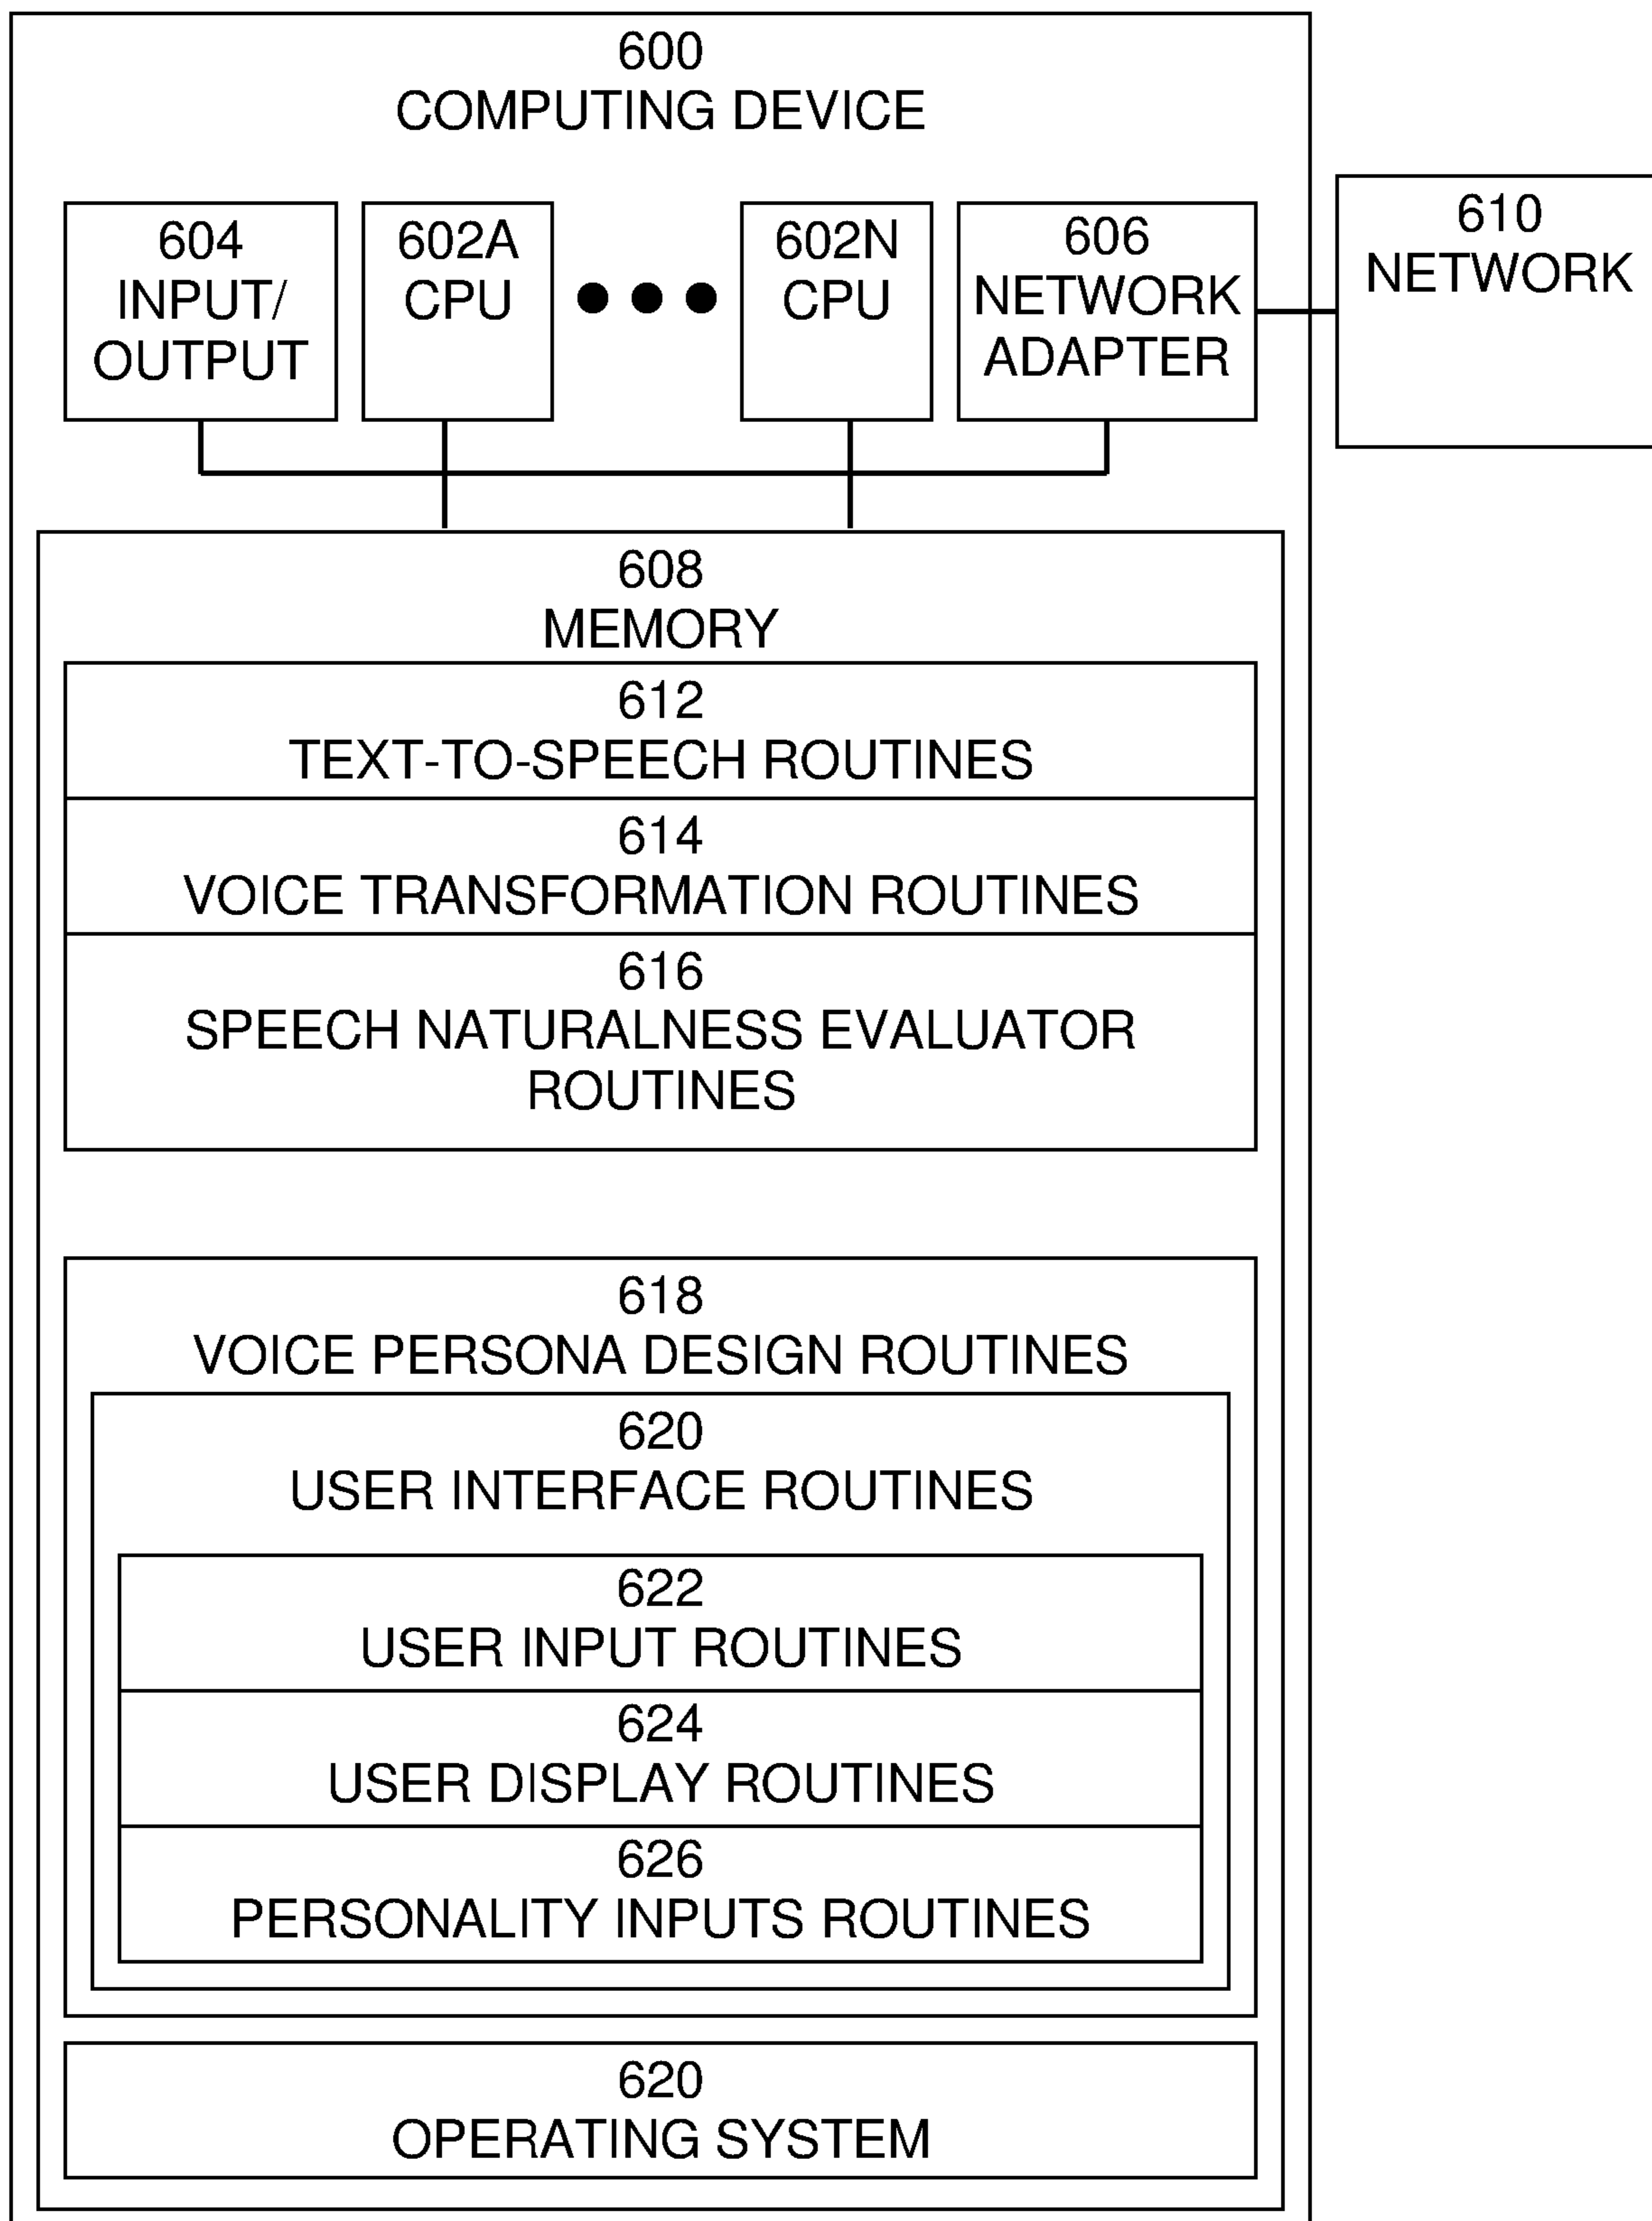 600
COMPUTING DEVICE
604
INPUT/
OUTPUT
602A
CPU
602N
CPU
606
NETWORK
ADAPTER
610
NETWORK
608
MEMORY
612
TEXT-TO-SPEECH ROUTINES
614
VOICE TRANSFORMATION ROUTINES
616
SPEECH NATURALNESS EVALUATOR
ROUTINES
618
VOICE PERSONA DESIGN ROUTINES
620
USER INTERFACE ROUTINES
622
USER INPUT ROUTINES
624
USER DISPLAY ROUTINES
626
PERSONALITY INPUTS ROUTINES
620
OPERATING SYSTEM